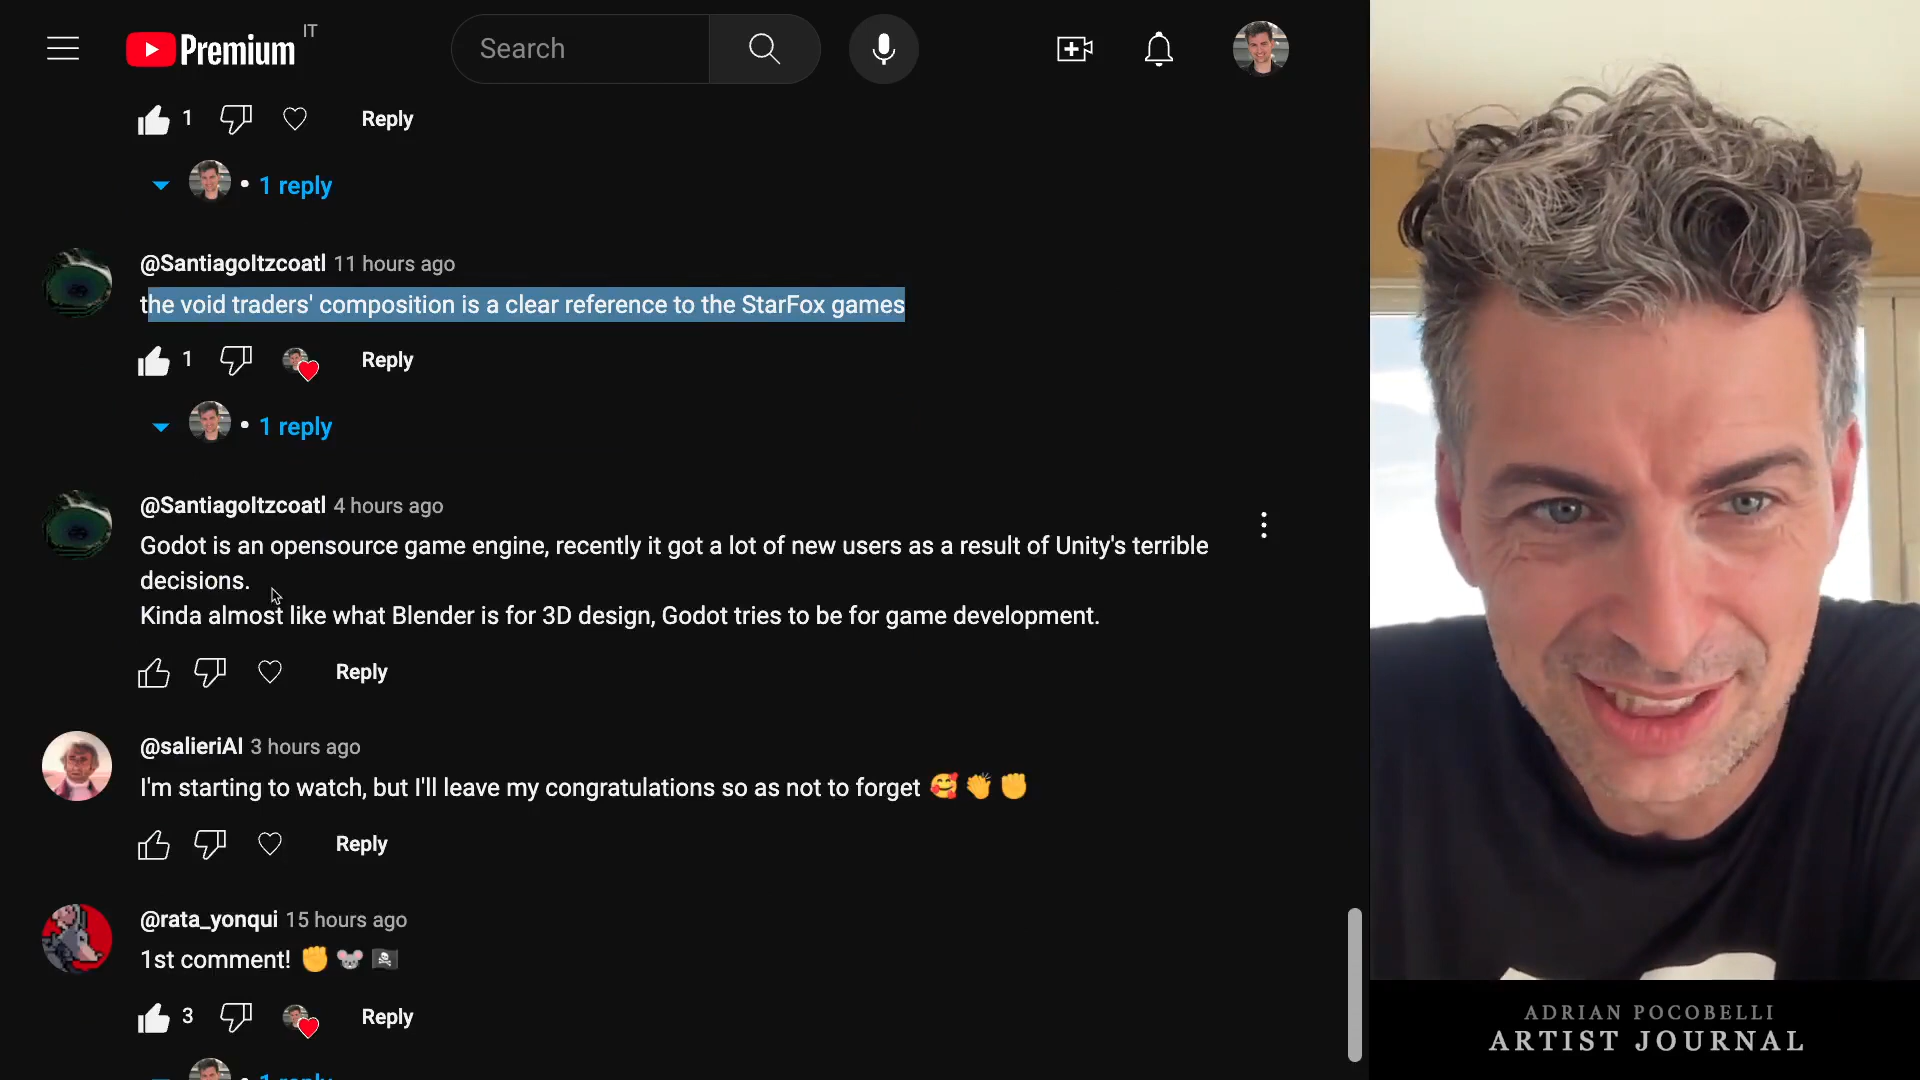 Premium IT
Search
1 Reply
• 1 reply
@SantiagoItzcoatl 11 hours ago
the void traders' composition is a clear reference to the StarFox games
1 Reply
• 1 reply
@SantiagoItzcoatl 4 hours ago
Godot is an opensource game engine, recently it got a lot of new users as a result of Unity's terrible
decisions.
Kinda almost like what Blender is for 3D design, Godot tries to be for game development.
Reply
@salieriAI 3 hours ago
I'm starting to watch, but I'll leave my congratulations so as not to forget 🥰 👏 ✊
Reply
@rata_yonqui 15 hours ago
1st comment! ✊ 🐭 🏴‍☠️
3 Reply
1 reply
ADRIAN POCOBELLI
ARTIST JOURNAL